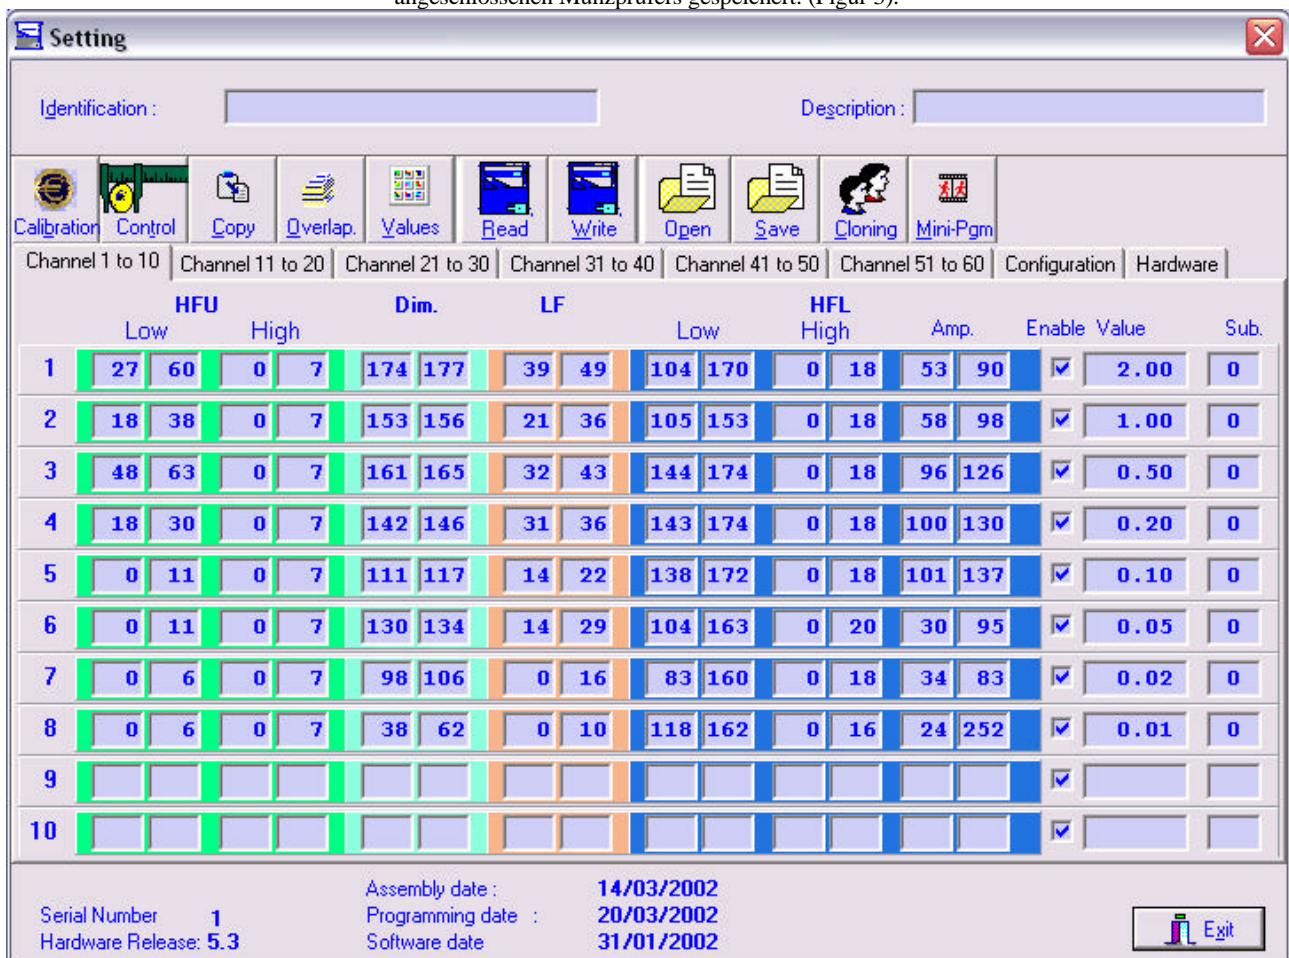 angeschlossenen Münzprüfers gespeichert. (Figur 3).
Setting
Identification :
Description :
Calibration Control Copy Overlap. Values Read Write Open Save Cloning Mini-Pgm
Channel 1 to 10 Channel 11 to 20 Channel 21 to 30 Channel 31 to 40 Channel 41 to 50 Channel 51 to 60 Configuration Hardware
HFU Dim. LF HFL
Low High Low High Amp. Enable Value Sub.
1 27 60 0 7 174 177 39 49 104 170 0 18 53 90 2.00 0
2 18 38 0 7 153 156 21 36 105 153 0 18 58 98 1.00 0
3 48 63 0 7 161 165 32 43 144 174 0 18 96 126 0.50 0
4 18 30 0 7 142 146 31 36 143 174 0 18 100 130 0.20 0
5 0 11 0 7 111 117 14 22 138 172 0 18 101 137 0.10 0
6 0 11 0 7 130 134 14 29 104 163 0 20 30 95 0.05 0
7 0 6 0 7 98 106 0 16 83 160 0 18 34 83 0.02 0
8 0 6 0 7 38 62 0 10 118 162 0 16 24 252 0.01 0
9
10
Assembly date : 14/03/2002
Serial Number 1 Programming date : 20/03/2002
Hardware Release: 5.3 Software date 31/01/2002
Exit